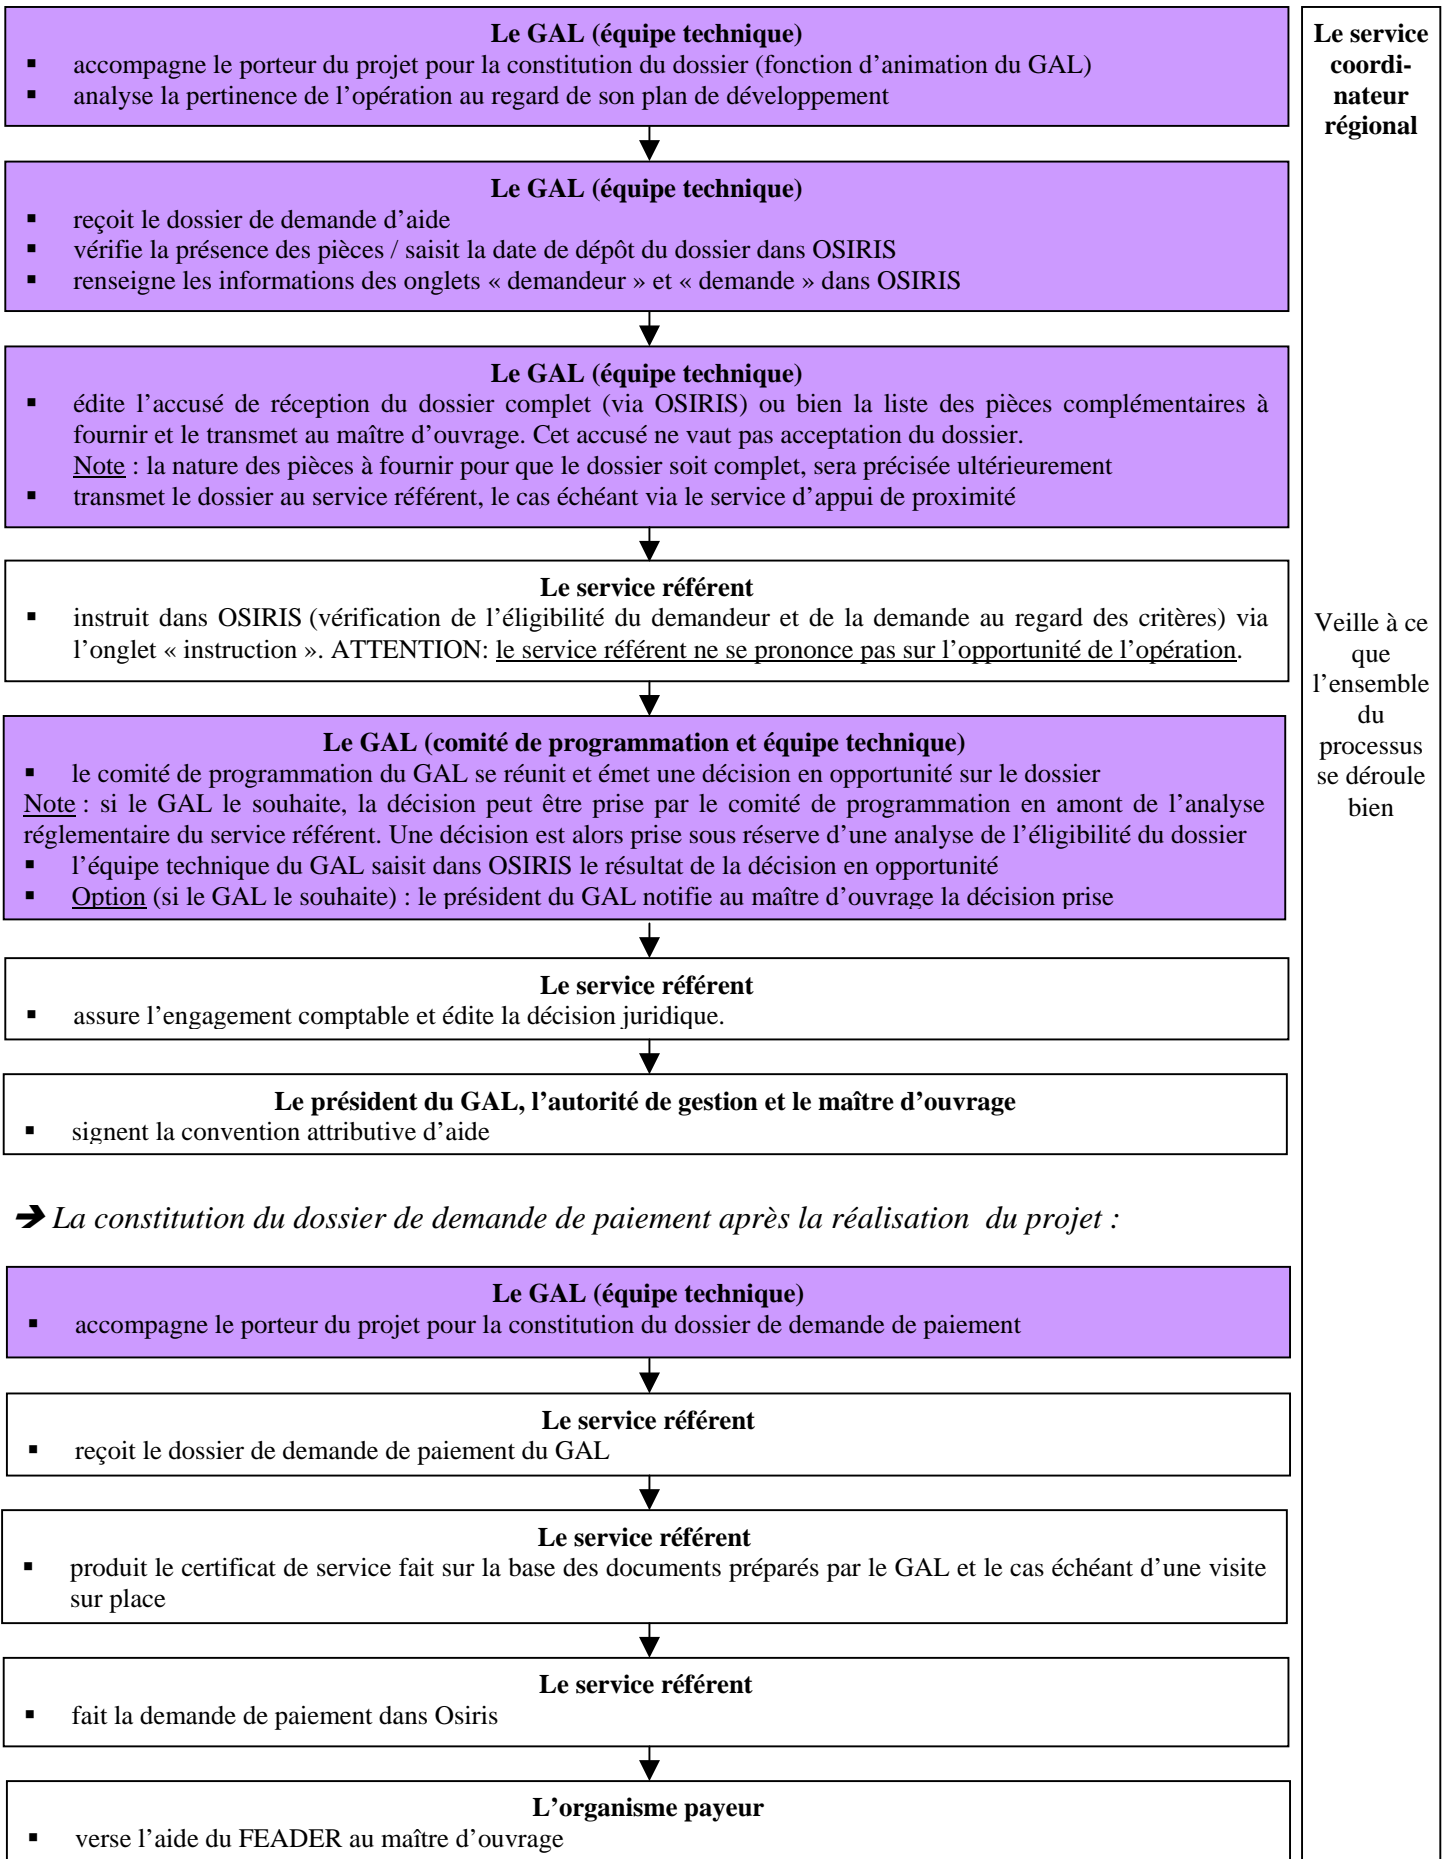 Le GAL (équipe technique)
▪ accompagne le porteur du projet pour la constitution du dossier (fonction d’animation du GAL)
▪ analyse la pertinence de l’opération au regard de son plan de développement
Le GAL (équipe technique)
▪ reçoit le dossier de demande d’aide
▪ vérifie la présence des pièces / saisit la date de dépôt du dossier dans OSIRIS
▪ renseigne les informations des onglets « demandeur » et « demande » dans OSIRIS
Le GAL (équipe technique)
▪ édite l’accusé de réception du dossier complet (via OSIRIS) ou bien la liste des pièces complémentaires à
fournir et le transmet au maître d’ouvrage. Cet accusé ne vaut pas acceptation du dossier.
Note : la nature des pièces à fournir pour que le dossier soit complet, sera précisée ultérieurement
▪ transmet le dossier au service référent, le cas échéant via le service d’appui de proximité
Le service référent
▪ instruit dans OSIRIS (vérification de l’éligibilité du demandeur et de la demande au regard des critères) via
l’onglet « instruction ». ATTENTION: le service référent ne se prononce pas sur l’opportunité de l’opération.
Le GAL (comité de programmation et équipe technique)
▪ le comité de programmation du GAL se réunit et émet une décision en opportunité sur le dossier
Note : si le GAL le souhaite, la décision peut être prise par le comité de programmation en amont de l’analyse
réglementaire du service référent. Une décision est alors prise sous réserve d’une analyse de l’éligibilité du dossier
▪ l’équipe technique du GAL saisit dans OSIRIS le résultat de la décision en opportunité
▪ Option (si le GAL le souhaite) : le président du GAL notifie au maître d’ouvrage la décision prise
Le service référent
▪ assure l’engagement comptable et édite la décision juridique.
Le président du GAL, l’autorité de gestion et le maître d’ouvrage
▪ signent la convention attributive d’aide
➔ La constitution du dossier de demande de paiement après la réalisation du projet :
Le GAL (équipe technique)
▪ accompagne le porteur du projet pour la constitution du dossier de demande de paiement
Le service référent
▪ reçoit le dossier de demande de paiement du GAL
Le service référent
▪ produit le certificat de service fait sur la base des documents préparés par le GAL et le cas échéant d’une visite
sur place
Le service référent
▪ fait la demande de paiement dans Osiris
L’organisme payeur
▪ verse l’aide du FEADER au maître d’ouvrage
Le service
coordi-
nateur
régional
Veille à ce
que
l’ensemble
du
processus
se déroule
bien